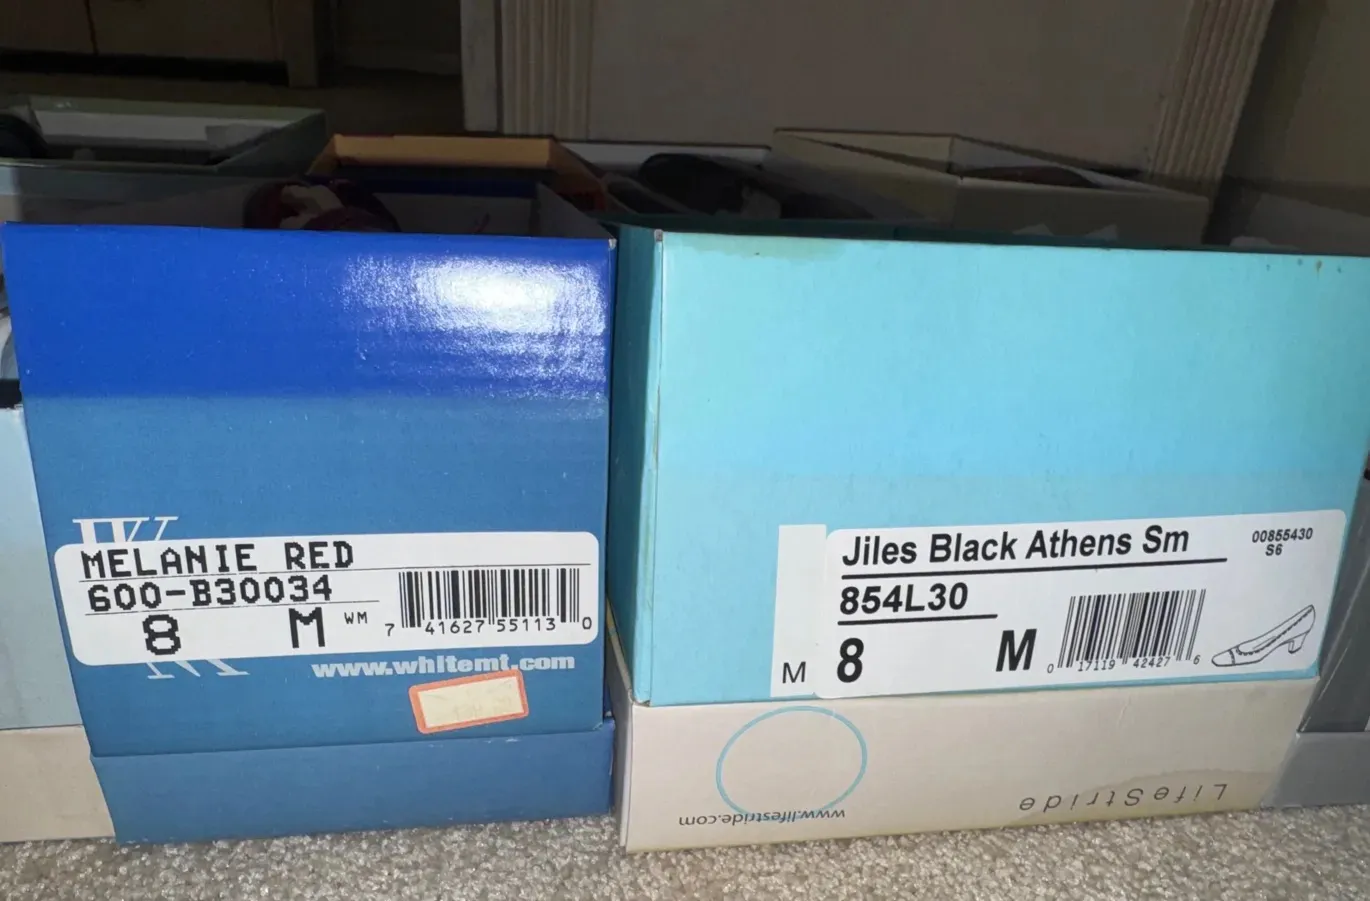 W
MELANIE RED
600-B30034
8 M WM
7 41627 55113 0
www.whitemt.com
Jiles Black Athens Sm
00855430
S6
854L30
M 8 M
0 17119 42427 6
www.lifestride.com
LifeStride